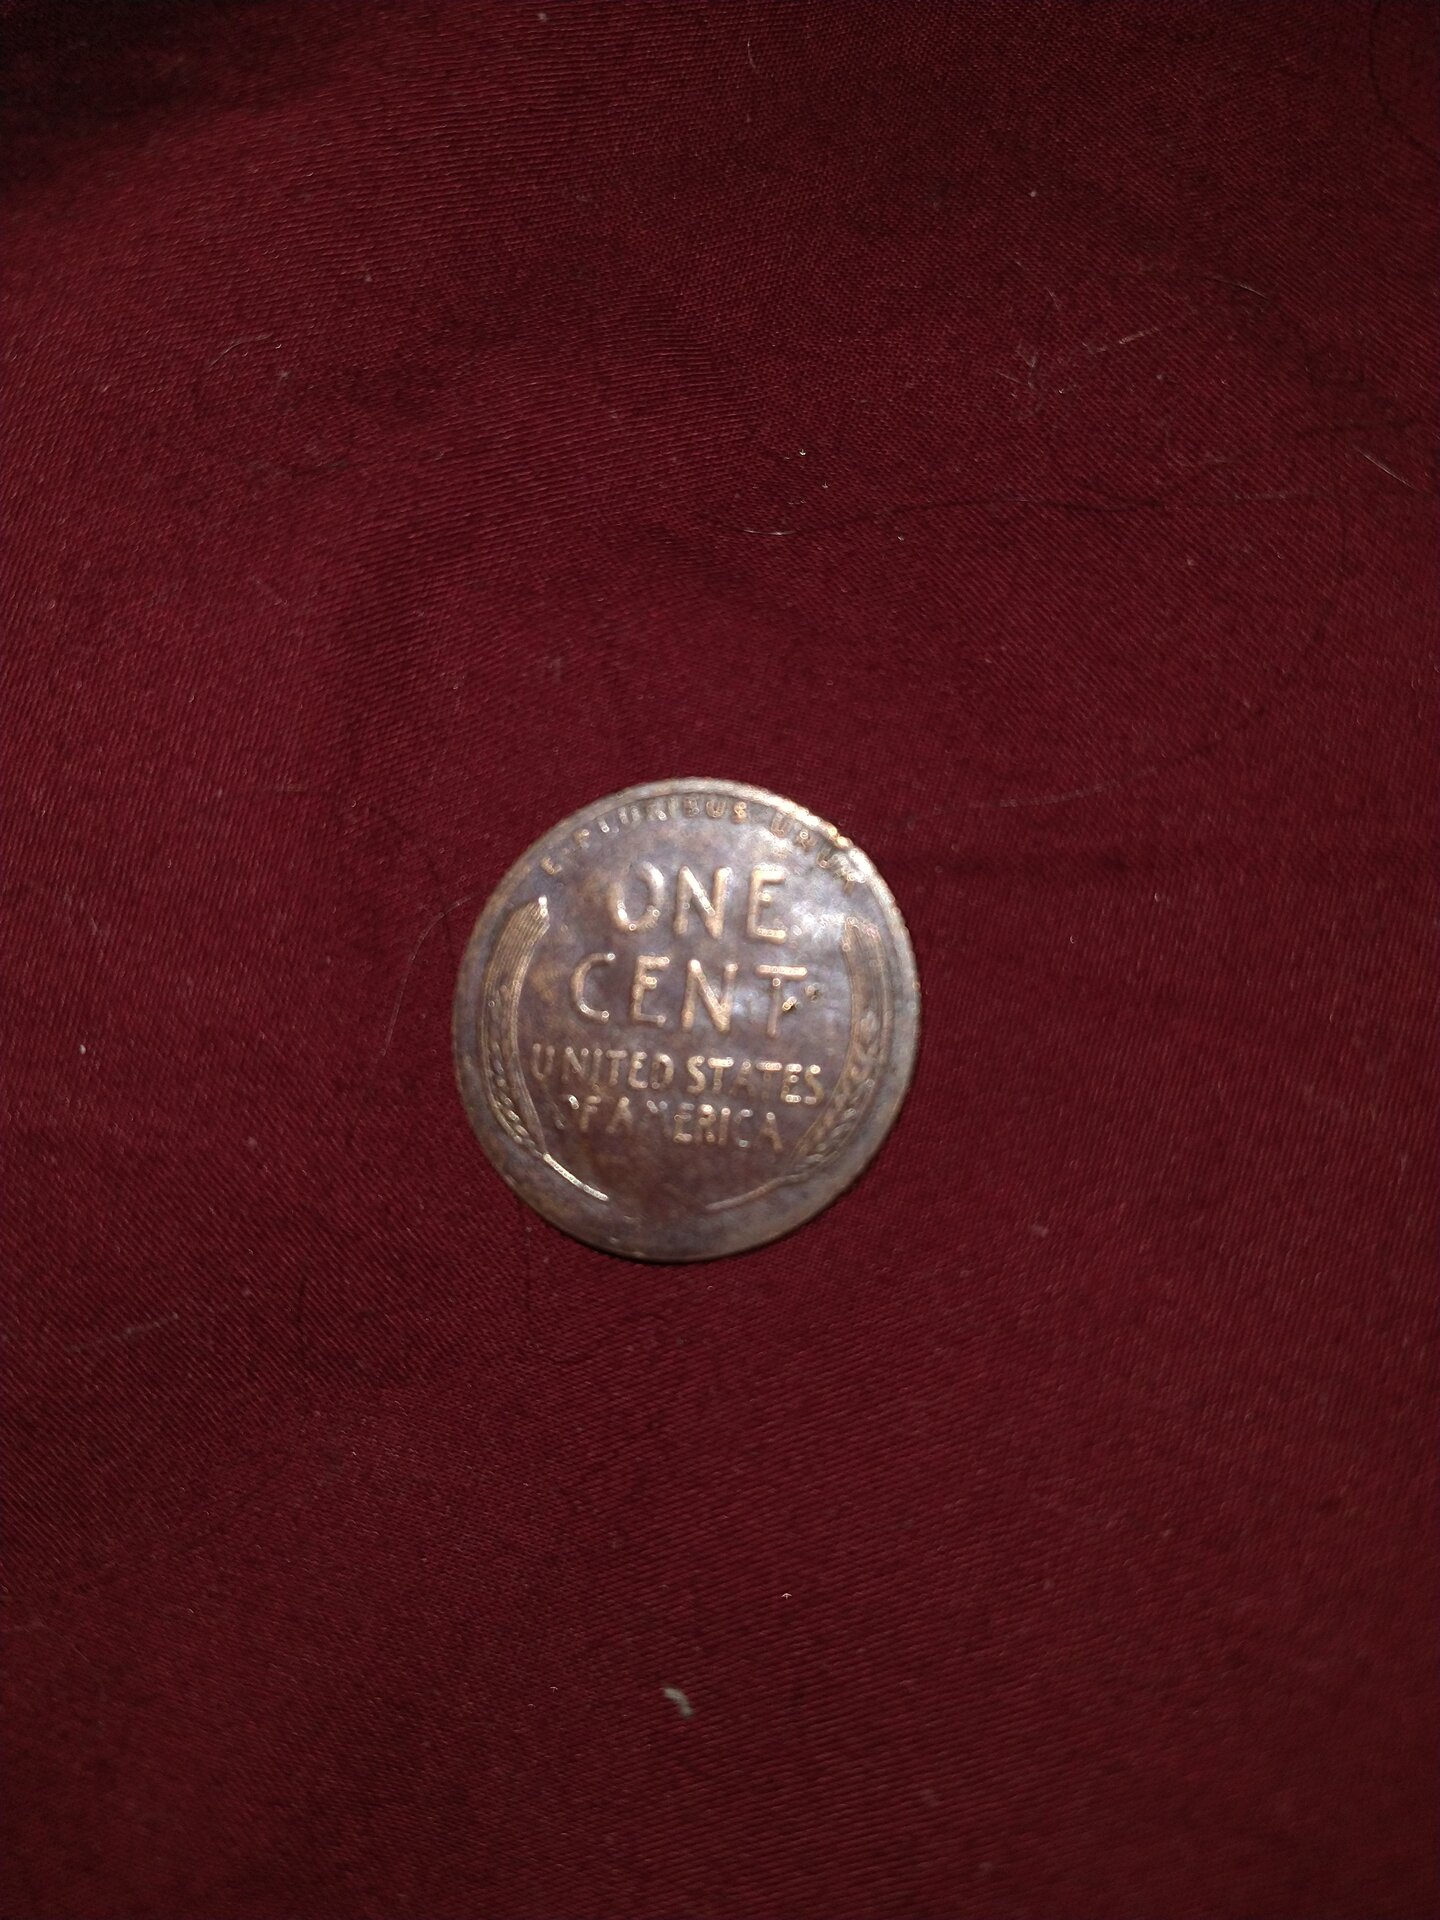 E·PLURIBUS·UNUM
ONE
CENT
UNITED STATES
OF AMERICA